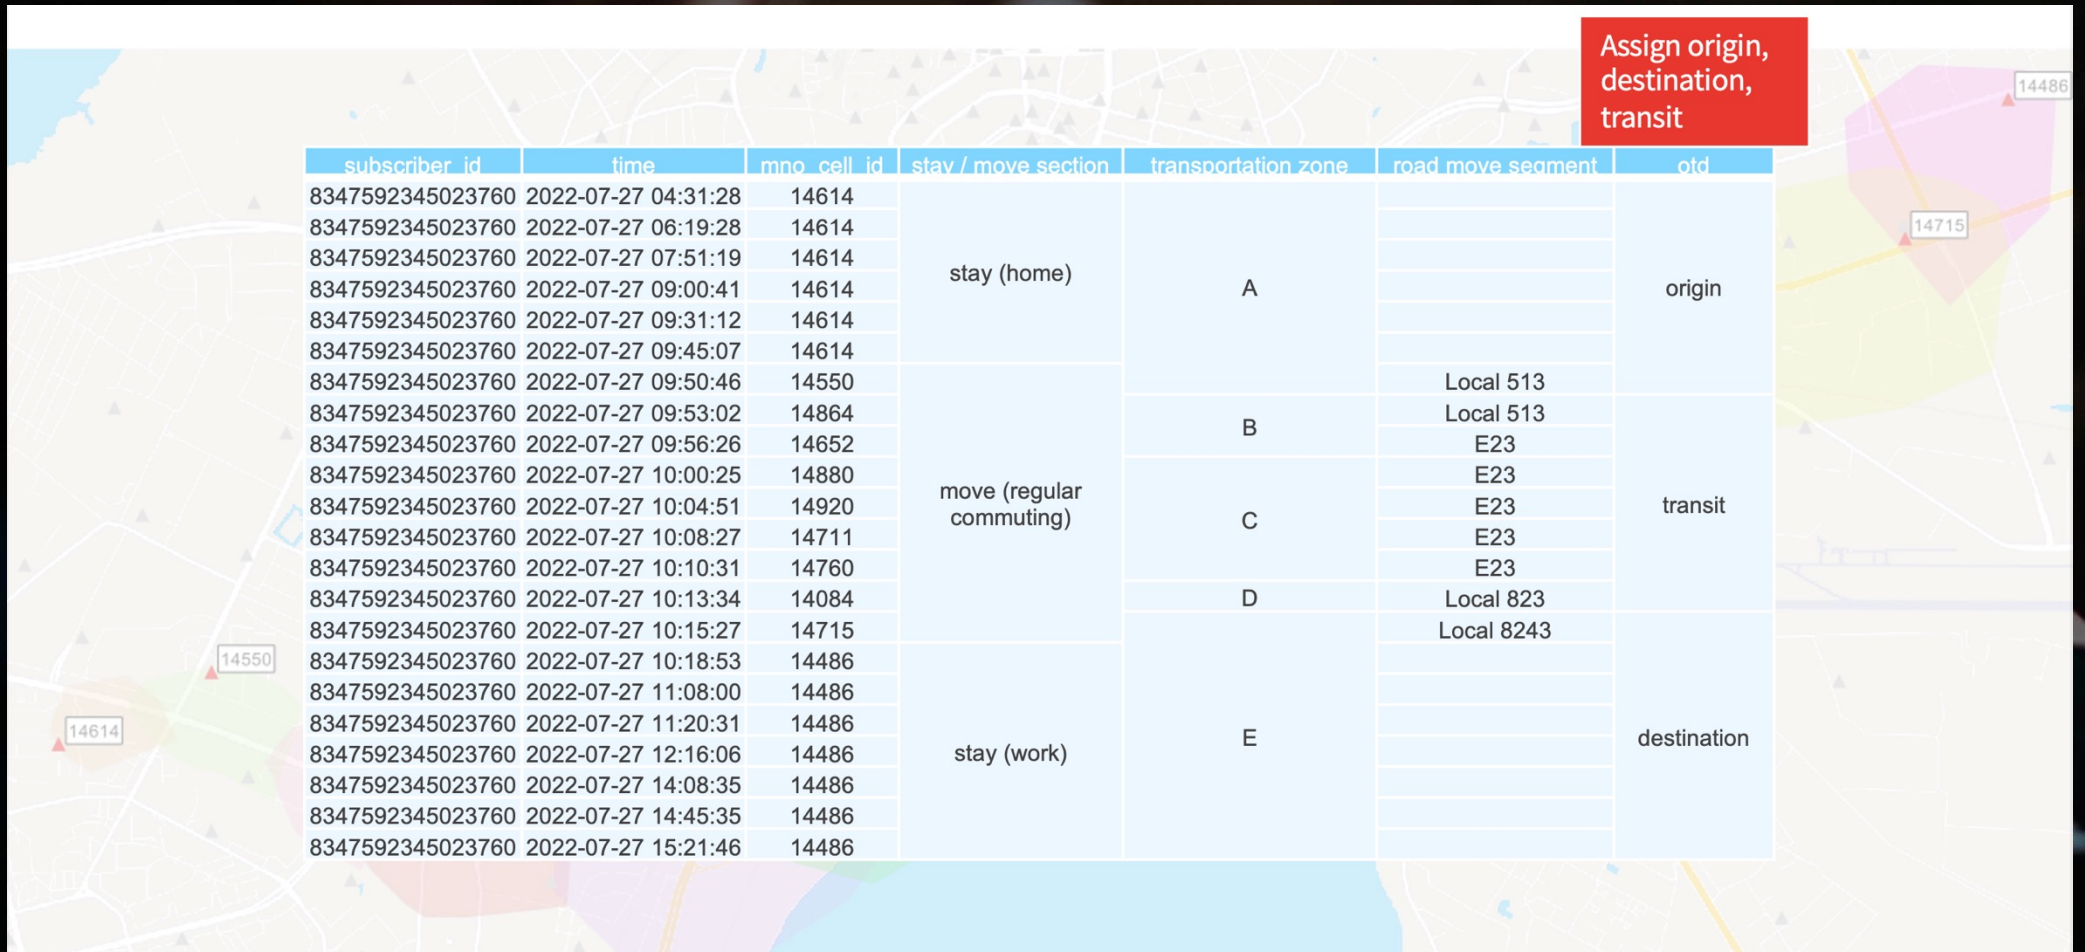 Assign origin,
destination,
transit
14486
14715
14550
14614
subscriber_id time mno_cell_id stay / move section transportation zone road move segment otd
8347592345023760 2022-07-27 04:31:28 14614
8347592345023760 2022-07-27 06:19:28 14614
8347592345023760 2022-07-27 07:51:19 14614
stay (home)
8347592345023760 2022-07-27 09:00:41 14614 A origin
8347592345023760 2022-07-27 09:31:12 14614
8347592345023760 2022-07-27 09:45:07 14614
8347592345023760 2022-07-27 09:50:46 14550 Local 513
8347592345023760 2022-07-27 09:53:02 14864 Local 513
B
8347592345023760 2022-07-27 09:56:26 14652 E23
8347592345023760 2022-07-27 10:00:25 14880 E23
move (regular
8347592345023760 2022-07-27 10:04:51 14920 E23 transit
commuting) C
8347592345023760 2022-07-27 10:08:27 14711 E23
8347592345023760 2022-07-27 10:10:31 14760 E23
8347592345023760 2022-07-27 10:13:34 14084 D Local 823
8347592345023760 2022-07-27 10:15:27 14715 Local 8243
8347592345023760 2022-07-27 10:18:53 14486
8347592345023760 2022-07-27 11:08:00 14486
8347592345023760 2022-07-27 11:20:31 14486
E destination
8347592345023760 2022-07-27 12:16:06 14486 stay (work)
8347592345023760 2022-07-27 14:08:35 14486
8347592345023760 2022-07-27 14:45:35 14486
8347592345023760 2022-07-27 15:21:46 14486